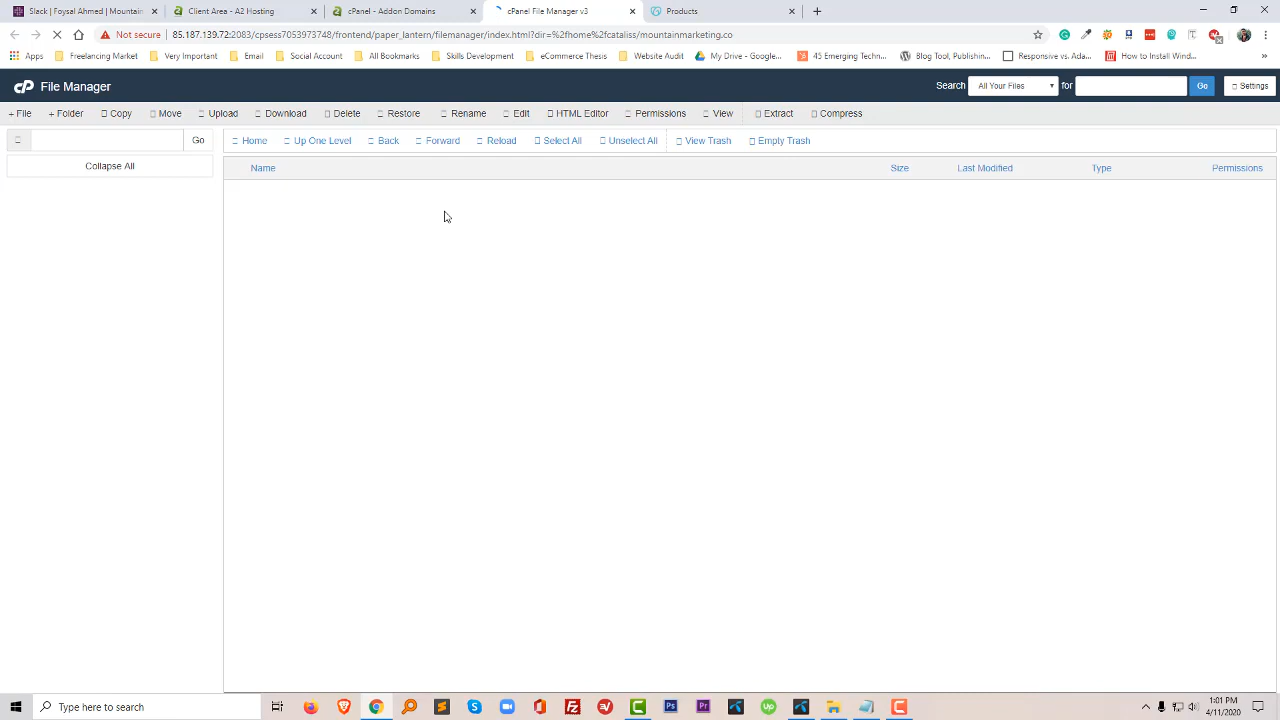 Slack | Foysal Ahmed | Mountain
Client Area - A2 Hosting
cPanel - Addon Domains
cPanel File Manager v3
Products
Not secure
85.187.139.72:2083/cpsess7053973748/frontend/paper_lantern/filemanager/index.html?dir=%2fhome%2fcataliss/mountainmarketing.co
Apps
Freelancing Market
Very Important
Email
Social Account
All Bookmarks
Skills Development
eCommerce Thesis
Website Audit
My Drive - Google...
45 Emerging Techn...
Blog Tool, Publishin...
Responsive vs. Ada...
How to Install Wind...
cP File Manager
Search
All Your Files
for
Go
Settings
+ File
+ Folder
Copy
Move
Upload
Download
Delete
Restore
Rename
Edit
HTML Editor
Permissions
View
Extract
Compress
Go
Home
Up One Level
Back
Forward
Reload
Select All
Unselect All
View Trash
Empty Trash
Collapse All
Name
Size
Last Modified
Type
Permissions
Type here to search
1:01 PM
4/11/2020